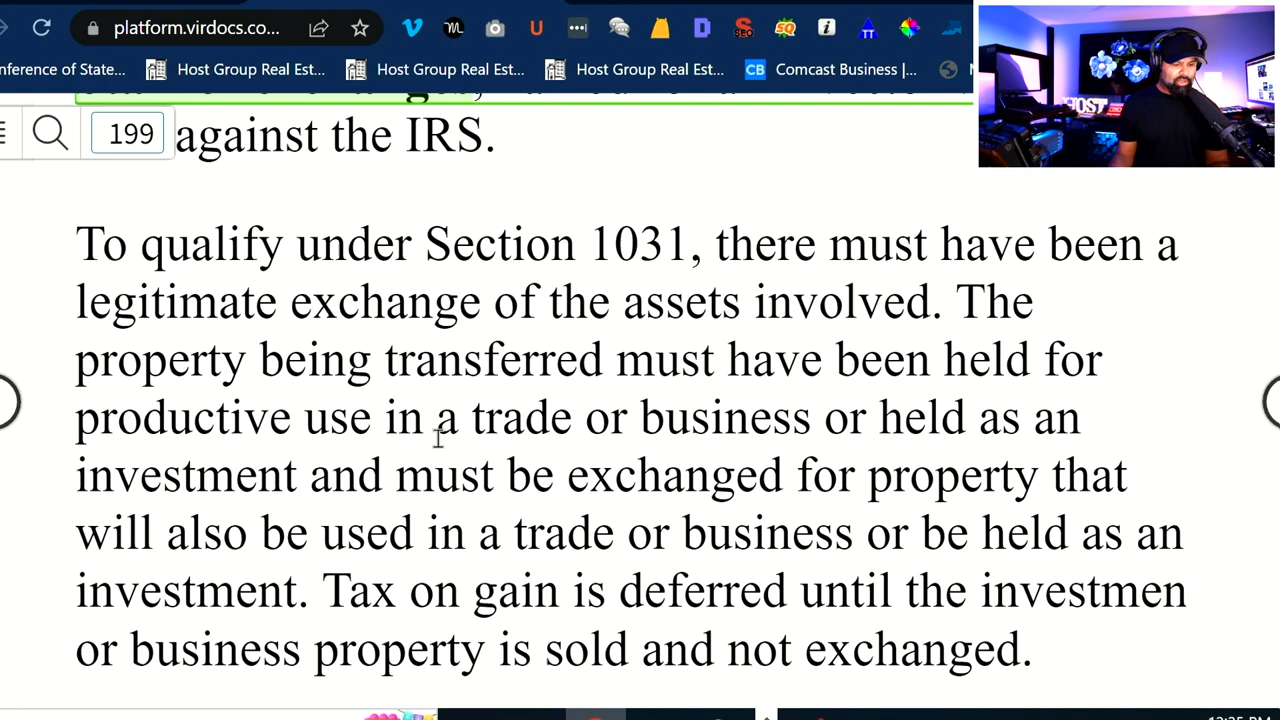 platform.virdocs.co...
nference of State... Host Group Real Est... Host Group Real Est... Host Group Real Est... CB Comcast Business |...
199 against the IRS.
To qualify under Section 1031, there must have been a
legitimate exchange of the assets involved. The
property being transferred must have been held for
productive use in a trade or business or held as an
investment and must be exchanged for property that
will also be used in a trade or business or be held as an
investment. Tax on gain is deferred until the investmen
or business property is sold and not exchanged.